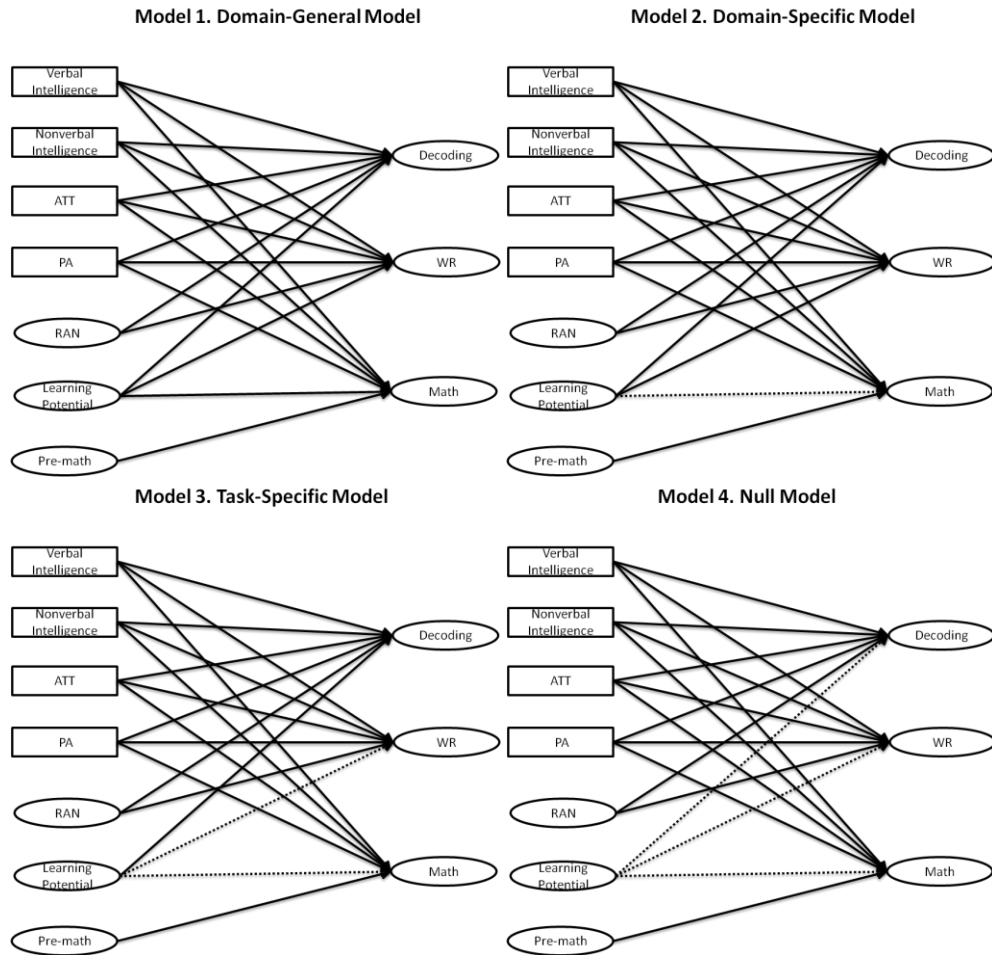 Model 1. Domain-General Model
Verbal
Intelligence
Nonverbal
Intelligence
ATT
PA
RAN
Learning
Potential
Pre-math
Decoding
WR
Math
Model 2. Domain-Specific Model
Verbal
Intelligence
Nonverbal
Intelligence
ATT
PA
RAN
Learning
Potential
Pre-math
Decoding
WR
Math
Model 3. Task-Specific Model
Verbal
Intelligence
Nonverbal
Intelligence
ATT
PA
RAN
Learning
Potential
Pre-math
Decoding
WR
Math
Model 4. Null Model
Verbal
Intelligence
Nonverbal
Intelligence
ATT
PA
RAN
Learning
Potential
Pre-math
Decoding
WR
Math